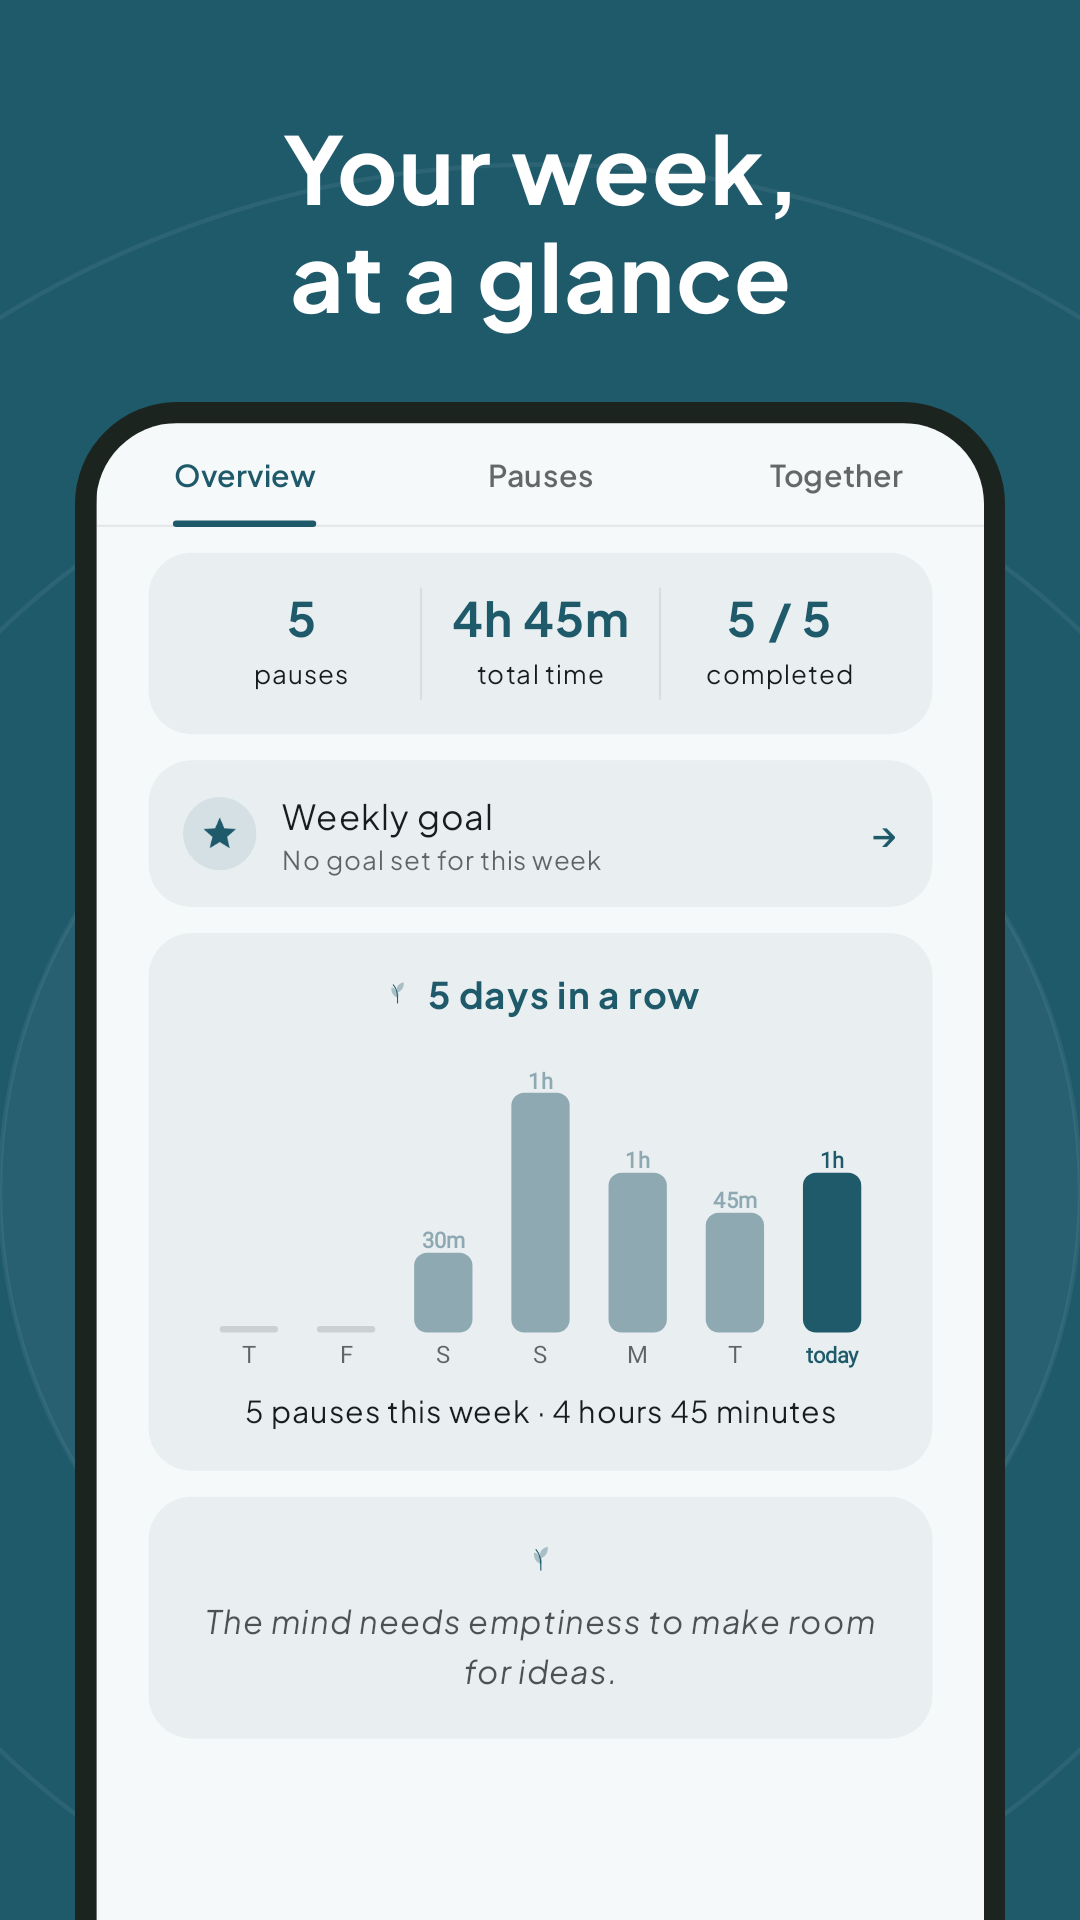 Your week,
at a glance
Overview
Pauses
Together
5
4h 45m
5 / 5
pauses
total time
completed
Weekly goal
No goal set for this week
5 days in a row
30m
1h
1h
45m
1h
T
F
S
S
M
T
today
5 pauses this week · 4 hours 45 minutes
The mind needs emptiness to make room
for ideas.